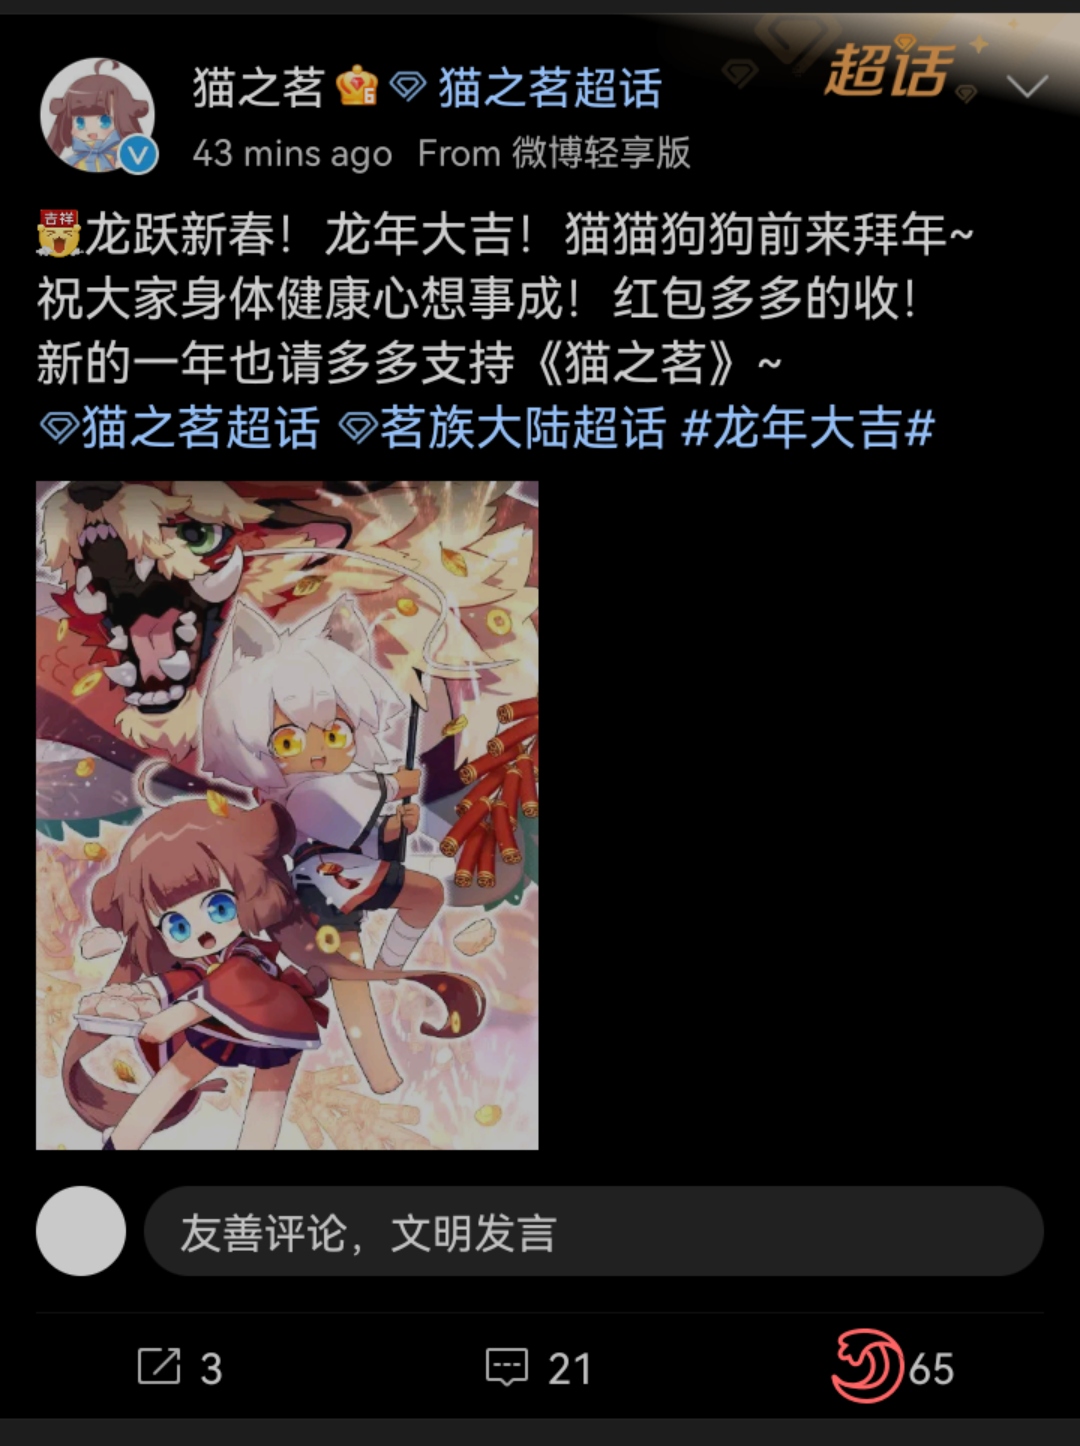 猫之茗 6 猫之茗超话
超话
43 mins ago From 微博轻享版
吉祥 龙跃新春！龙年大吉！猫猫狗狗前来拜年~
祝大家身体健康心想事成！红包多多的收！
新的一年也请多多支持《猫之茗》~
猫之茗超话 茗族大陆超话 #龙年大吉#
友善评论，文明发言
3 21 65